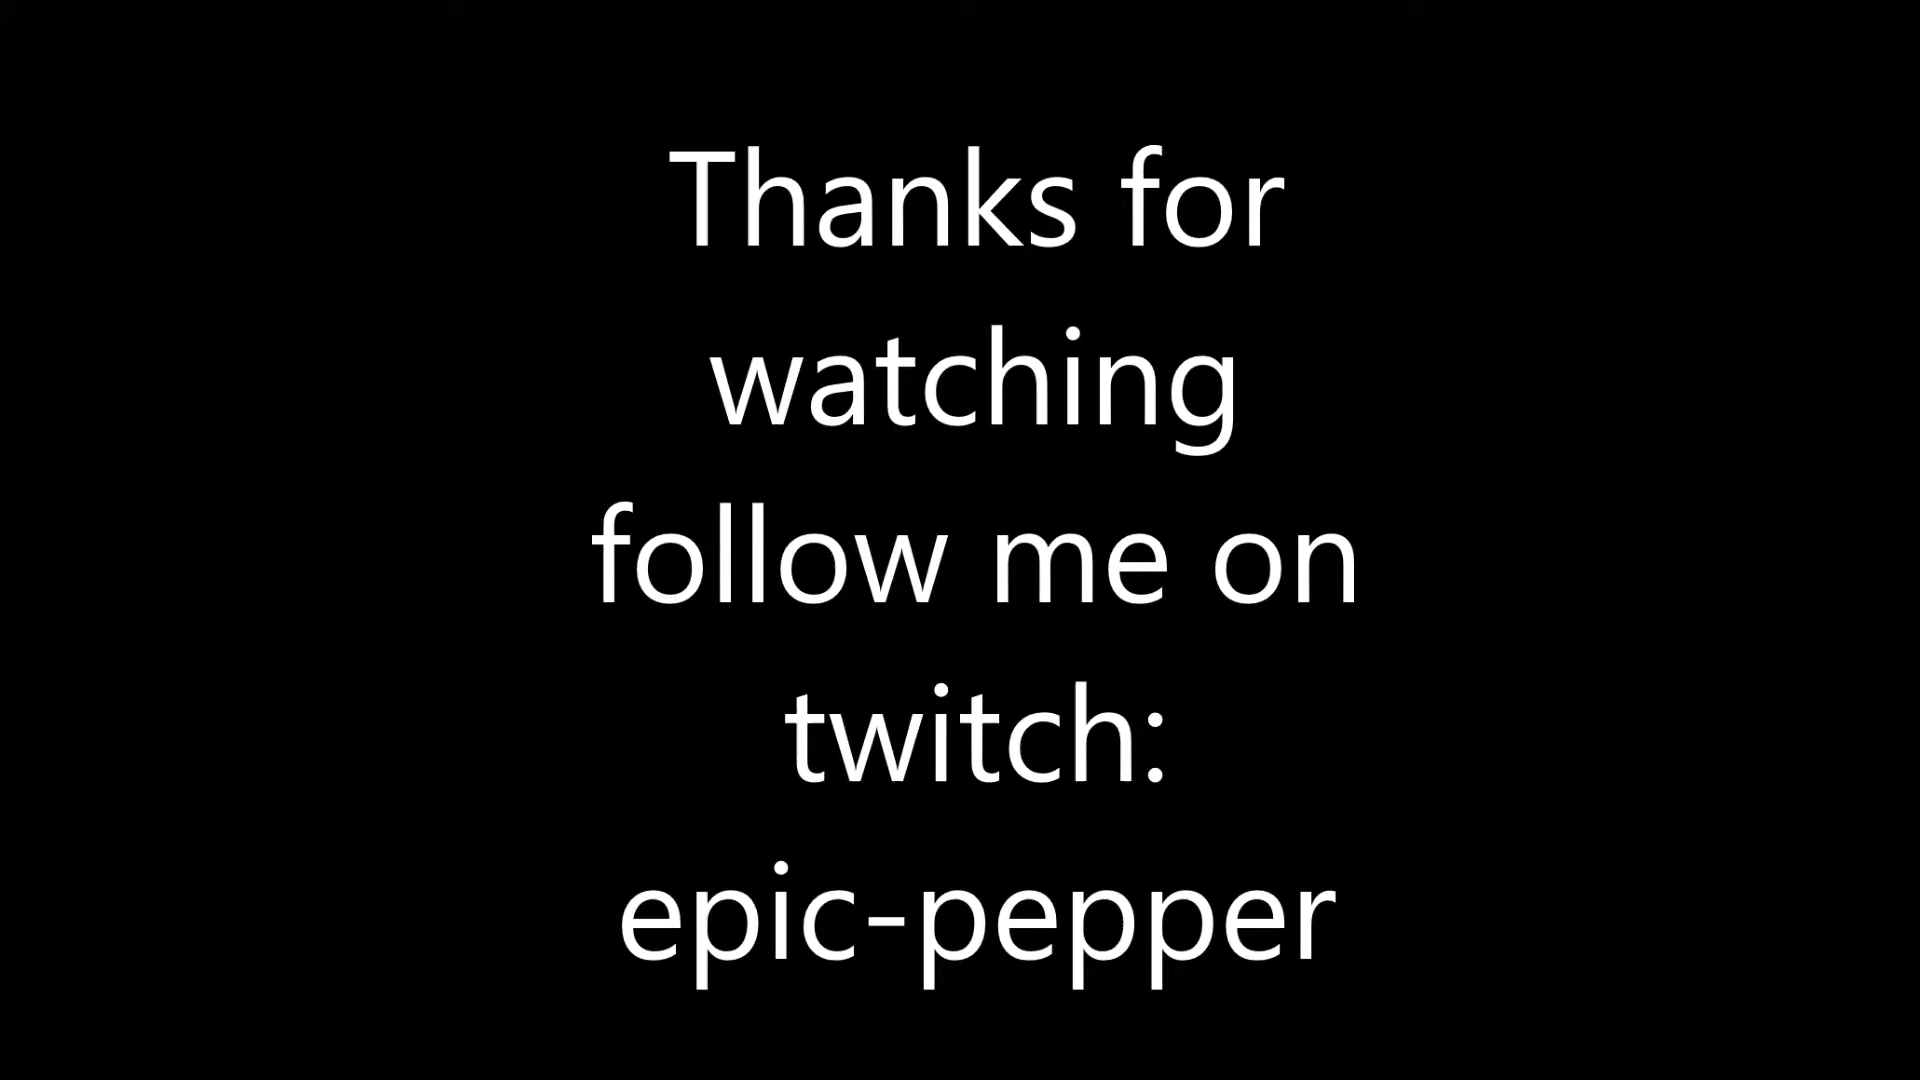 Thanks for
watching
follow me on
twitch:
epic-pepper